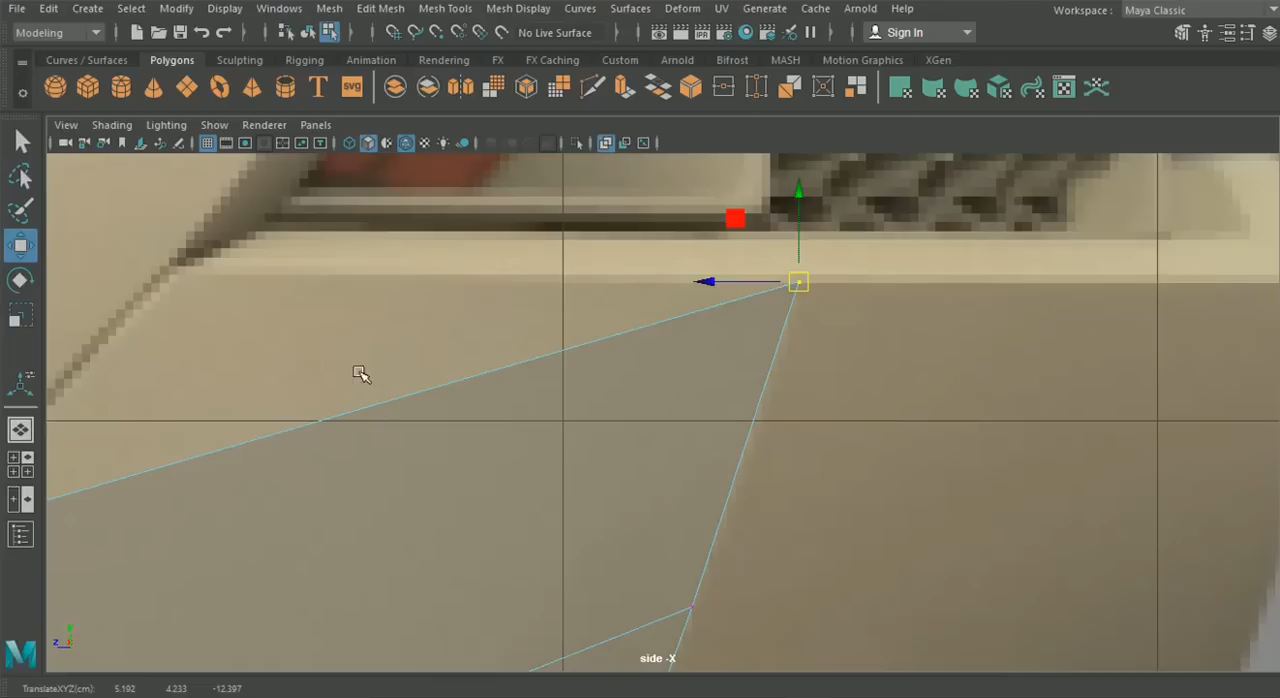 File Edit Create Select Modify Display Windows Mesh Edit Mesh Mesh Tools Mesh Display Curves Surfaces Deform UV Generate Cache Arnold Help Workspace : Maya Classic
Modeling No Live Surface Sign In
Curves / Surfaces Polygons Sculpting Rigging Animation Rendering FX FX Caching Custom Arnold Bifrost MASH Motion Graphics XGen
T SVG
View Shading Lighting Show Renderer Panels
IPR
y
z
side -X
M
TranslateXYZ(cm): 5.192 4.233 -12.397